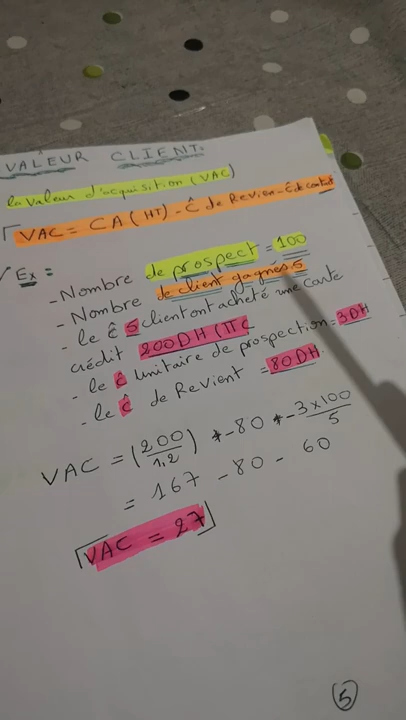 VALEUR CLIENT.
la valeur d'acquisition (VAC)
VAC = CA (HT) - Ĉ de Revien - Ĉ de contact
Ex :
- Nombre de prospect = 100
- Nombre de client gagnés 5
- le Ĉ 5 client ont acheté une carte
crédit 200DH (TTC
- le Ĉ unitaire de prospection = 3DH
- le Ĉ de Revient = 80DH.
VAC = (200/1,2) * - 80 * - 3x100/5
= 167 - 80 - 60
VAC = 27
5